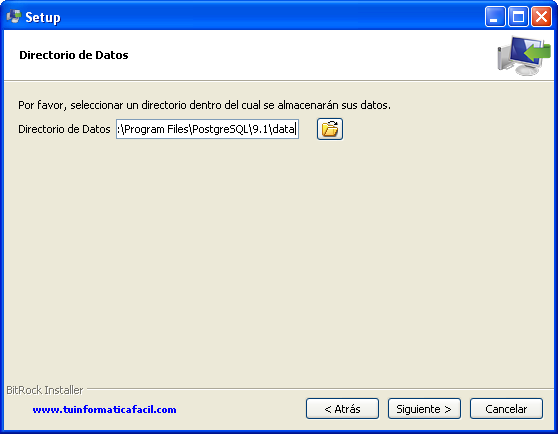 Setup
Directorio de Datos
Por favor, seleccionar un directorio dentro del cual se almacenarán sus datos.
Directorio de Datos :\Program Files\PostgreSQL\9.1\data
BitRock Installer
www.tuinformaticafacil.com
< Atrás Siguiente > Cancelar